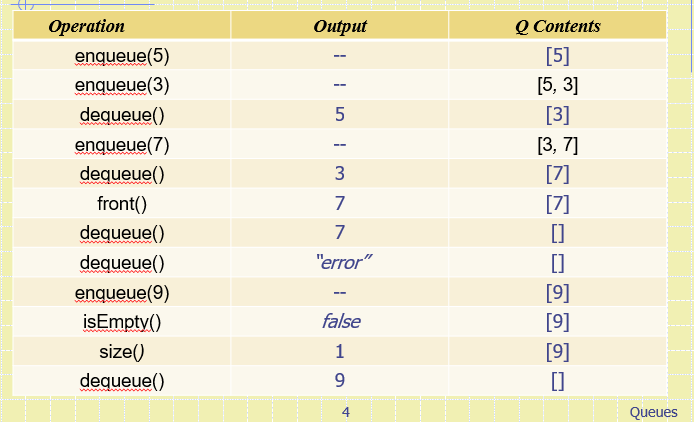 Operation Output Q Contents
enqueue(5) -- [5]
enqueue(3) -- [5, 3]
dequeue() 5 [3]
enqueue(7) -- [3, 7]
dequeue() 3 [7]
front() 7 [7]
dequeue() 7 []
dequeue() "error" []
enqueue(9) -- [9]
isEmpty() false [9]
size() 1 [9]
dequeue() 9 []
4 Queues